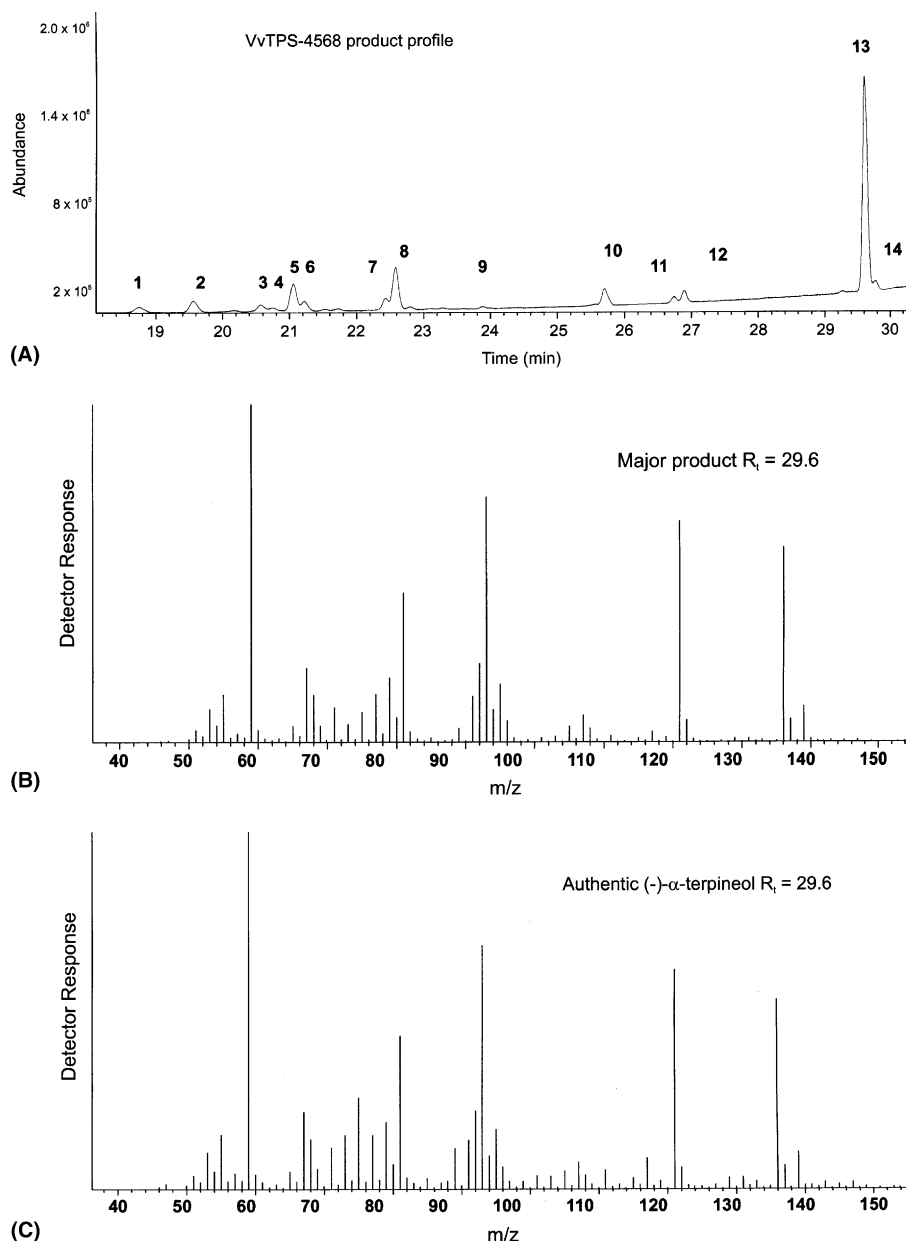 VvTPS-4568 product profile
2.0 x 10⁶
1.4 x 10⁶
8 x 10⁵
2 x 10⁵
Abundance
1 2 3 4 5 6 7 8 9 10 11 12 13 14
19 20 21 22 23 24 25 26 27 28 29 30
Time (min)
(A)
Major product Rt = 29.6
Detector Response
40 50 60 70 80 90 100 110 120 130 140 150
m/z
(B)
Authentic (-)-α-terpineol Rt = 29.6
Detector Response
40 50 60 70 80 90 100 110 120 130 140 150
m/z
(C)